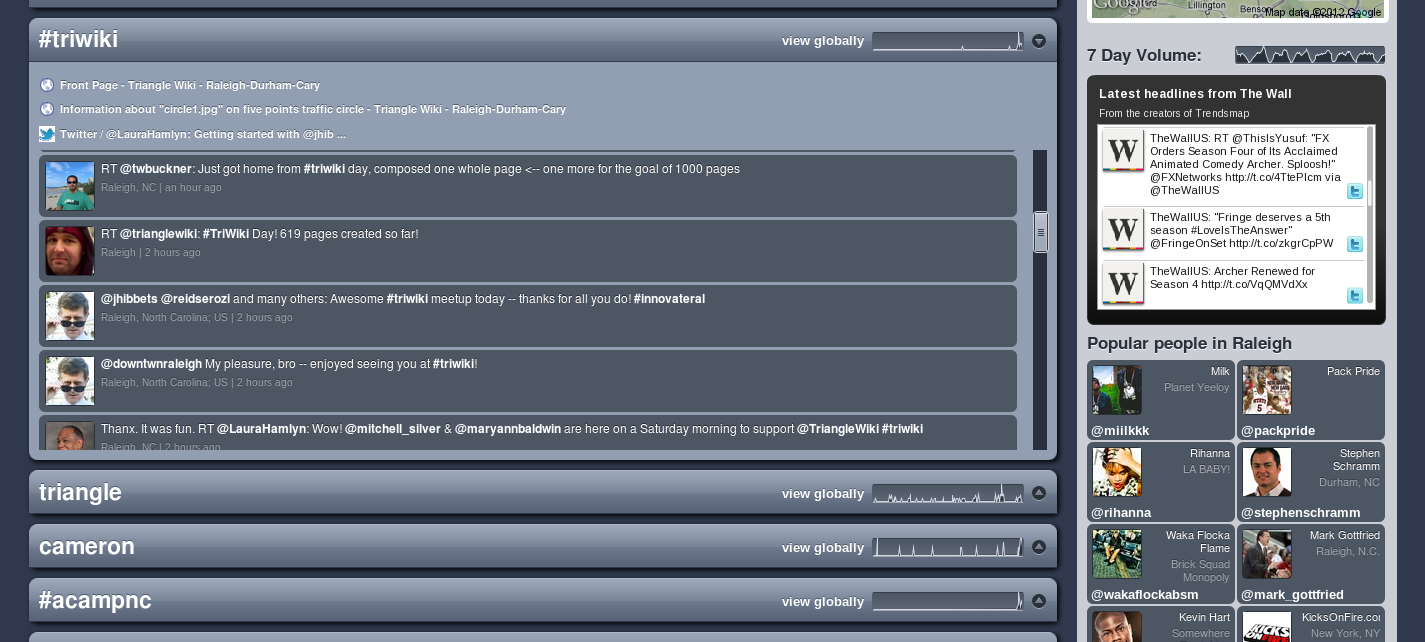 #triwiki
view globally
Front Page - Triangle Wiki - Raleigh-Durham-Cary
Information about "circle1.jpg" on five points traffic circle - Triangle Wiki - Raleigh-Durham-Cary
Twitter / @LauraHamlyn: Getting started with @jhib ...
RT @twbuckner: Just got home from #triwiki day, composed one whole page <-- one more for the goal of 1000 pages
Raleigh, NC | an hour ago
RT @trianglewiki: #TriWiki Day! 619 pages created so far!
Raleigh | 2 hours ago
@jhibbets @reidserozi and many others: Awesome #triwiki meetup today -- thanks for all you do! #innovateral
Raleigh, North Carolina; US | 2 hours ago
@downtwnraleigh My pleasure, bro -- enjoyed seeing you at #triwiki!
Raleigh, North Carolina; US | 2 hours ago
Thanx. It was fun. RT @LauraHamlyn: Wow! @mitchell_silver & @maryannbaldwin are here on a Saturday morning to support @TriangleWIki #triwiki
Raleigh, NC | 2 hours ago
triangle
view globally
cameron
view globally
#acampnc
view globally
Google
Lillington
Benson
Map data ©2012 Google
7 Day Volume:
Latest headlines from The Wall
From the creators of Trendsmap
W
TheWallUS: RT @ThisIsYusuf: "FX
Orders Season Four of Its Acclaimed
Animated Comedy Archer. Sploosh!"
@FXNetworks http://t.co/4TtePIcm via
@TheWallUS
W
TheWallUS: "Fringe deserves a 5th
season #LoveIsTheAnswer"
@FringeOnSet http://t.co/zkgrCpPW
W
TheWallUS: Archer Renewed for
Season 4 http://t.co/VqQMVdXx
Popular people in Raleigh
Milk
Planet Yeeloy
@miilkkk
Pack Pride
@packpride
Rihanna
LA BABY!
@rihanna
Stephen
Schramm
Durham, NC
@stephenschramm
Waka Flocka
Flame
Brick Squad
Monopoly
@wakaflockabsm
Mark Gottfried
Raleigh, N.C.
@mark_gottfried
Kevin Hart
Somewhere
KicksOnFire.com
New York, NY
KICKS
ON FIRE